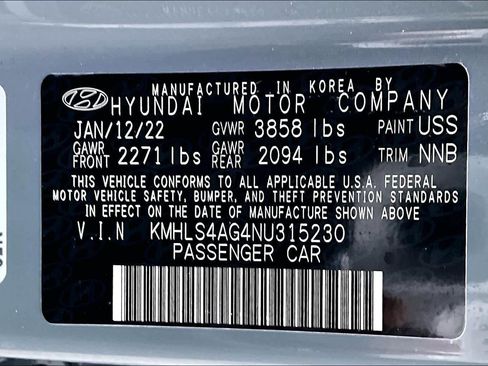 MANUFACTURED IN KOREA BY
HYUNDAI MOTOR COMPANY
JAN/12/22 GVWR 3858 lbs PAINT USS
GAWR FRONT 2271 lbs GAWR REAR 2094 lbs TRIM NNB
THIS VEHICLE CONFORMS TO ALL APPLICABLE U.S.A. FEDERAL
MOTOR VEHICLE SAFETY, BUMPER, AND THEFT PREVENTION STANDARDS
IN EFFECT ON THE DATE OF MANUFACTURE SHOWN ABOVE.
V.I.N KMHLS4AG4NU315230
PASSENGER CAR